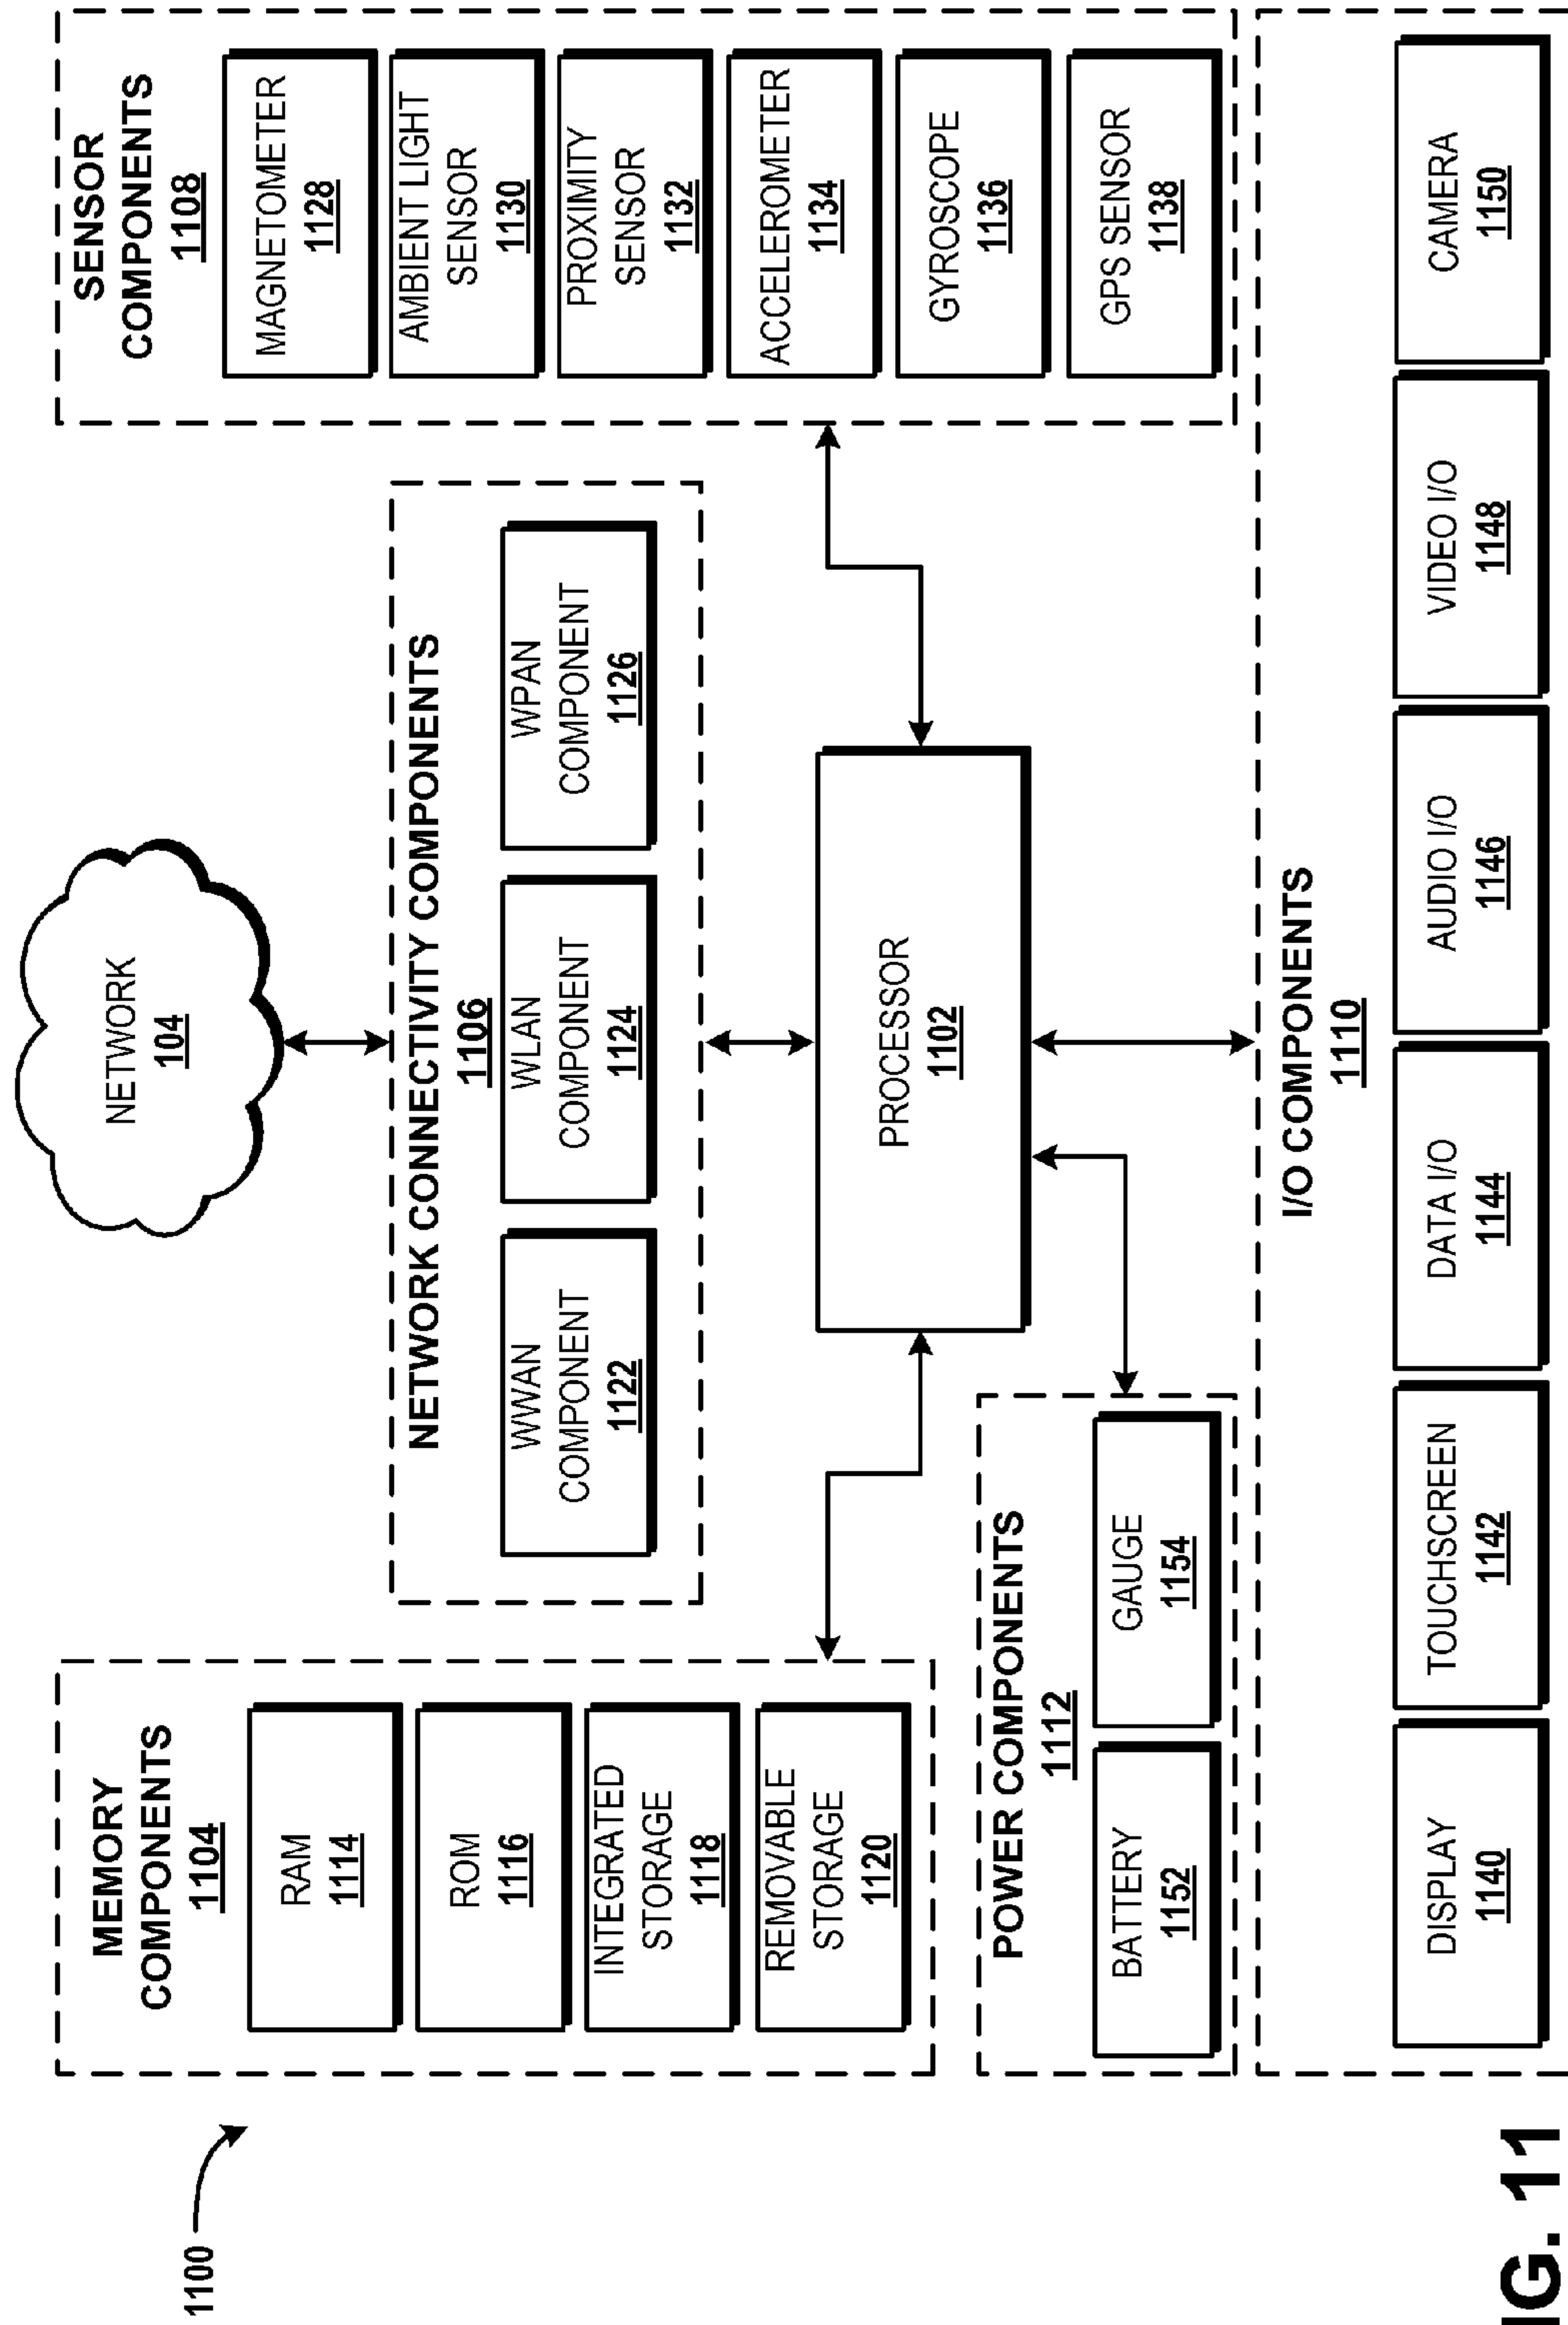 1100
NETWORK
104
MEMORY
COMPONENTS
1104
RAM
1114
ROM
1116
INTEGRATED
STORAGE
1118
REMOVABLE
STORAGE
1120
NETWORK CONNECTIVITY COMPONENTS
1106
WWAN
COMPONENT
1122
WLAN
COMPONENT
1124
WPAN
COMPONENT
1126
SENSOR
COMPONENTS
1108
MAGNETOMETER
1128
AMBIENT LIGHT
SENSOR
1130
PROXIMITY
SENSOR
1132
ACCELEROMETER
1134
GYROSCOPE
1136
GPS SENSOR
1138
PROCESSOR
1102
POWER COMPONENTS
1112
BATTERY
1152
GAUGE
1154
I/O COMPONENTS
1110
DISPLAY
1140
TOUCHSCREEN
1142
DATA I/O
1144
AUDIO I/O
1146
VIDEO I/O
1148
CAMERA
1150
IG. 11